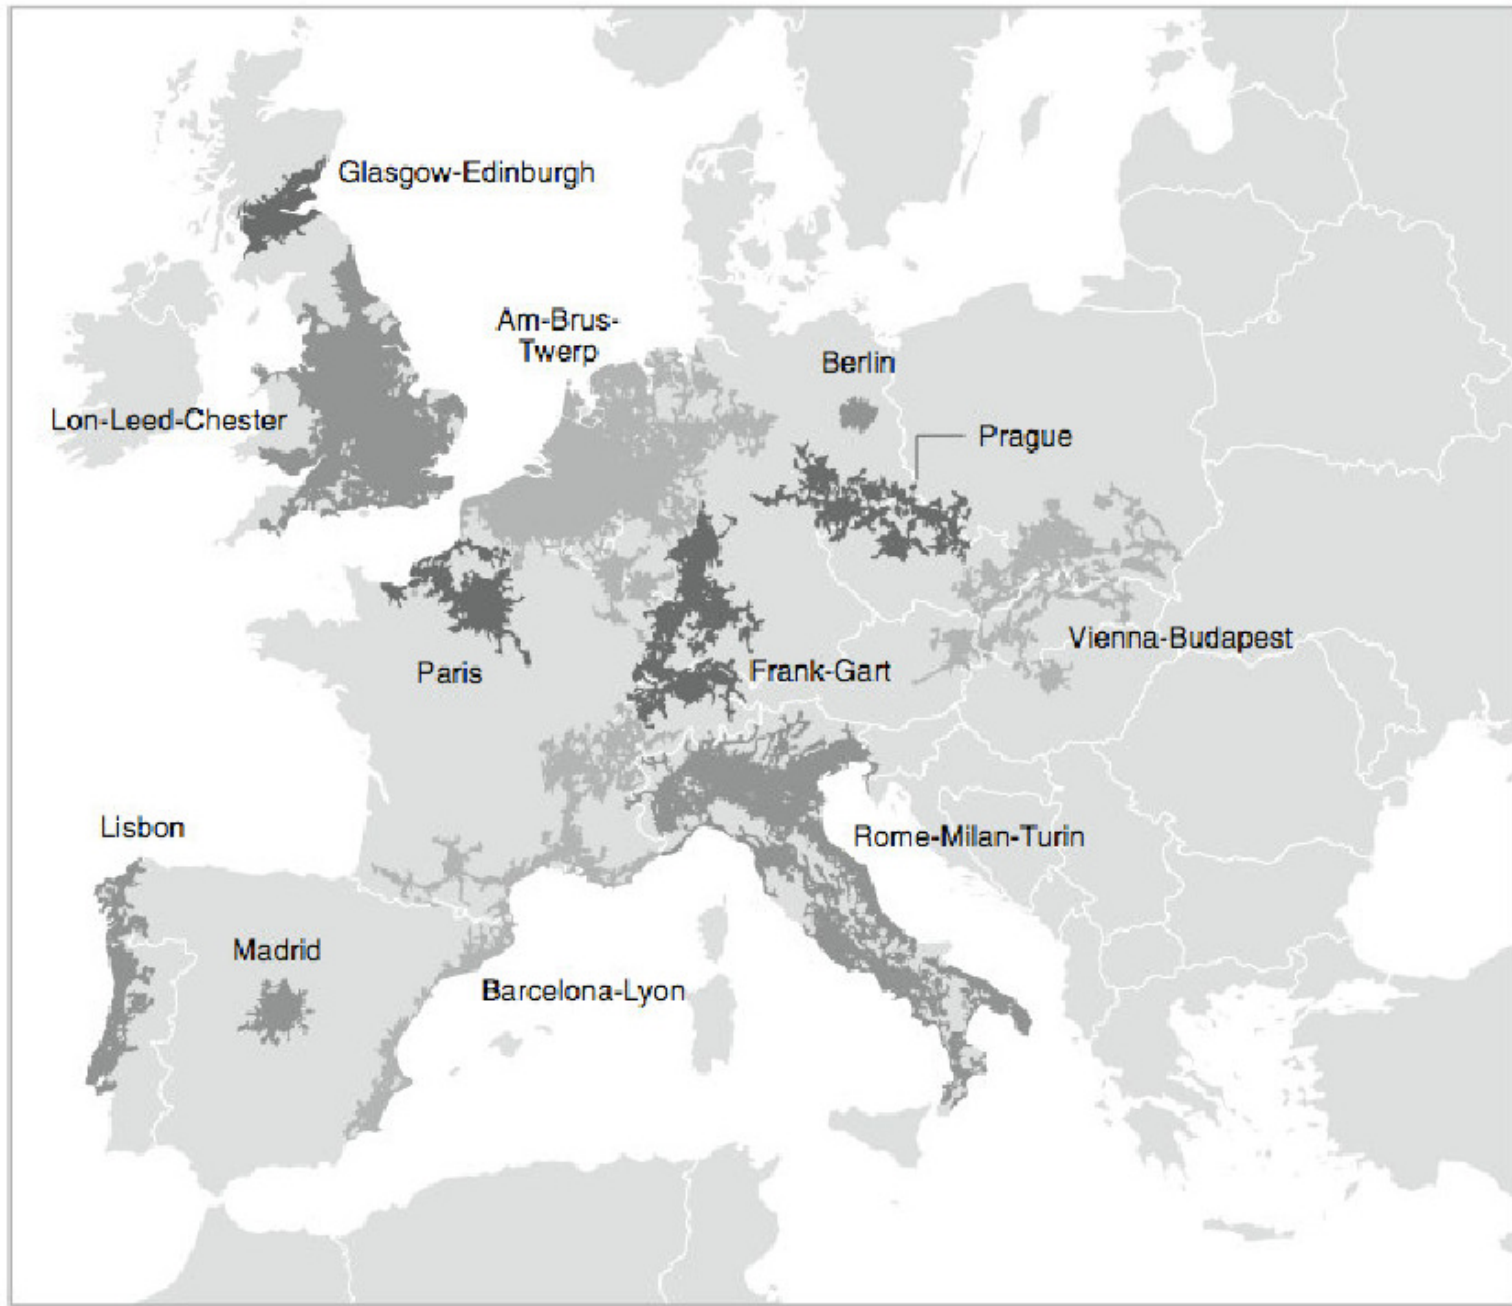 Glasgow-Edinburgh
Am-Brus-
Twerp
Berlin
Lon-Leed-Chester
Prague
Vienna-Budapest
Paris
Frank-Gart
Lisbon
Rome-Milan-Turin
Madrid
Barcelona-Lyon